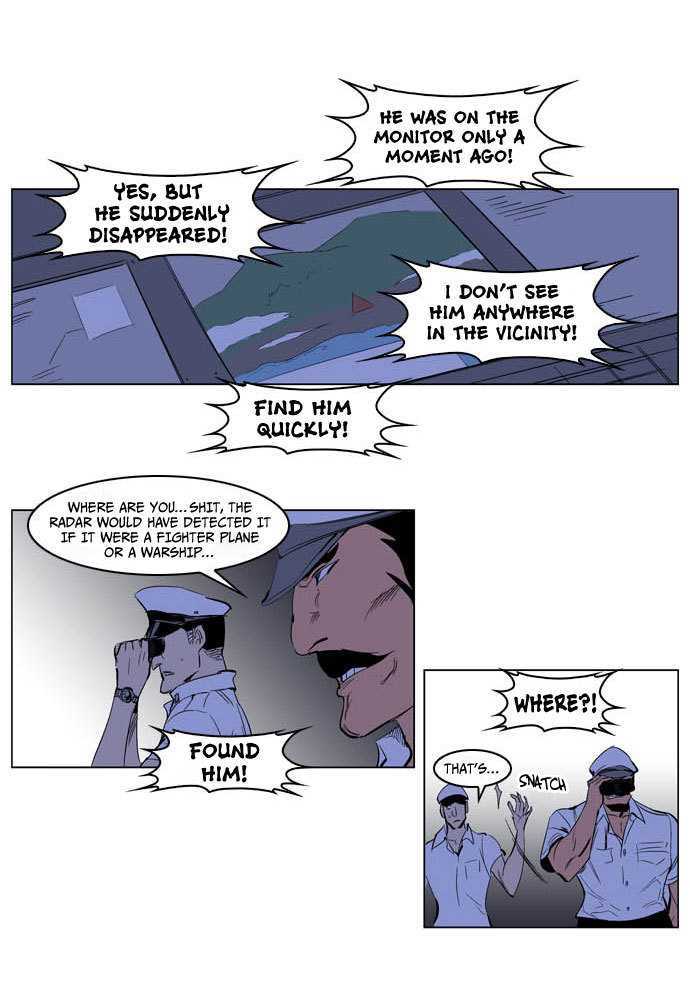 HE WAS ON THE
MONITOR ONLY A
MOMENT AGO!
YES, BUT
HE SUDDENLY
DISAPPEARED!
I DON'T SEE
HIM ANYWHERE
IN THE VICINITY!
FIND HIM
QUICKLY!
WHERE ARE YOU...SHIT, THE
RADAR WOULD HAVE DETECTED IT
IF IT WERE A FIGHTER PLANE
OR A WARSHIP...
FOUND
HIM!
WHERE?!
THAT'S...
SNATCH